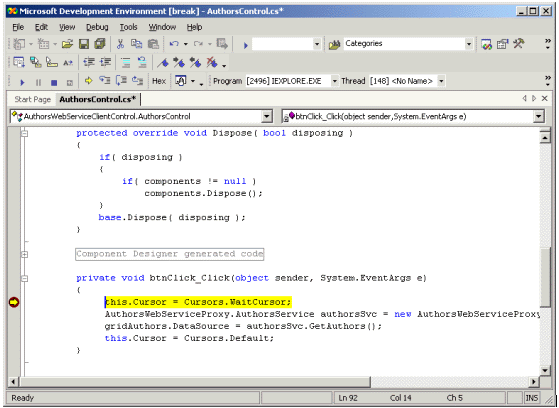 Microsoft Development Environment [break] - AuthorsControl.cs*
File Edit View Debug Tools Window Help
Categories
Hex Program [2496] IEXPLORE.EXE Thread [148] <No Name>
Start Page AuthorsControl.cs*
AuthorsWebServiceClientControl.AuthorsControl btnClick_Click(object sender,System.EventArgs e)
protected override void Dispose( bool disposing )
{
if( disposing )
{
if( components != null )
components.Dispose();
}
base.Dispose( disposing );
}
Component Designer generated code
private void btnClick_Click(object sender, System.EventArgs e)
{
this.Cursor = Cursors.WaitCursor;
AuthorsWebServiceProxy.AuthorsService authorsSvc = new AuthorsWebServiceProxy
gridAuthors.DataSource = authorsSvc.GetAuthors();
this.Cursor = Cursors.Default;
}
Ready Ln 92 Col 14 Ch 5 INS